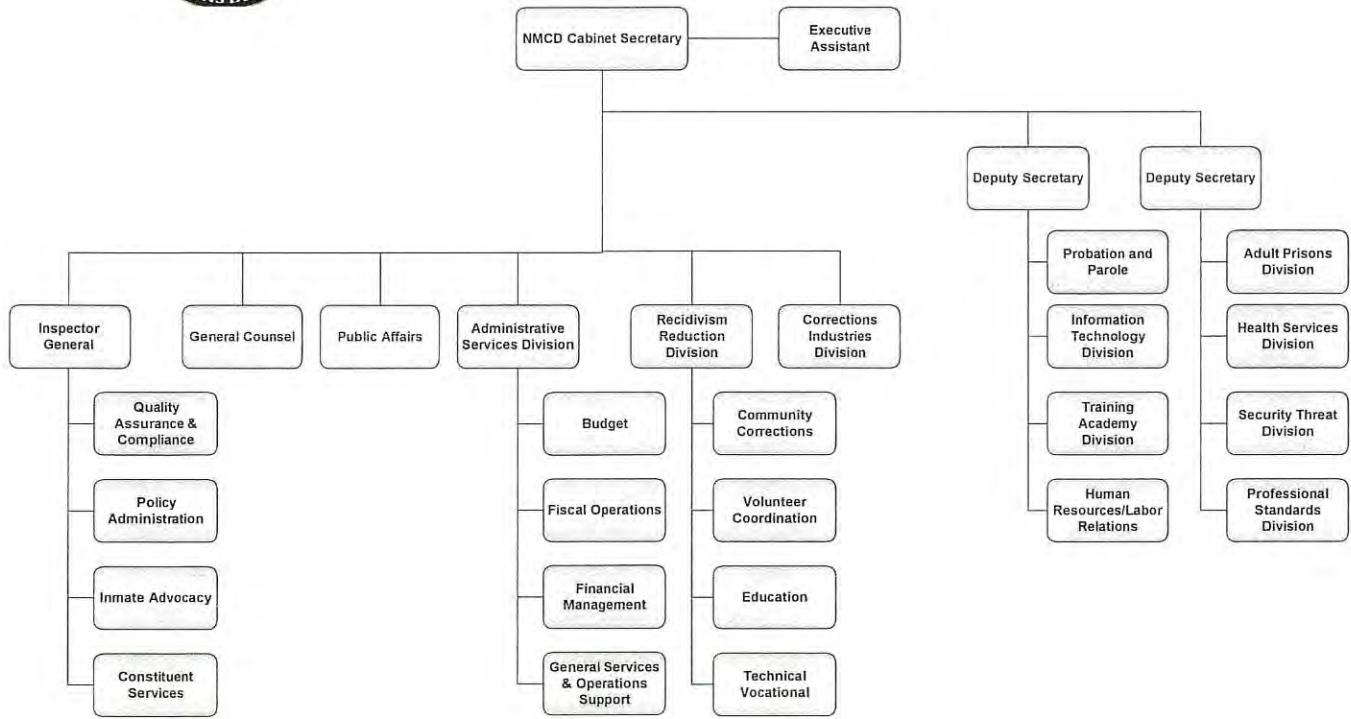 NMCD Cabinet Secretary
Executive
Assistant
Deputy Secretary
Deputy Secretary
Probation and
Parole
Information
Technology
Division
Training
Academy
Division
Human
Resources/Labor
Relations
Adult Prisons
Division
Health Services
Division
Security Threat
Division
Professional
Standards
Division
Inspector
General
General Counsel
Public Affairs
Administrative
Services Division
Recidivism
Reduction
Division
Corrections
Industries
Division
Quality
Assurance &
Compliance
Policy
Administration
Inmate Advocacy
Constituent
Services
Budget
Fiscal Operations
Financial
Management
General Services
& Operations
Support
Community
Corrections
Volunteer
Coordination
Education
Technical
Vocational